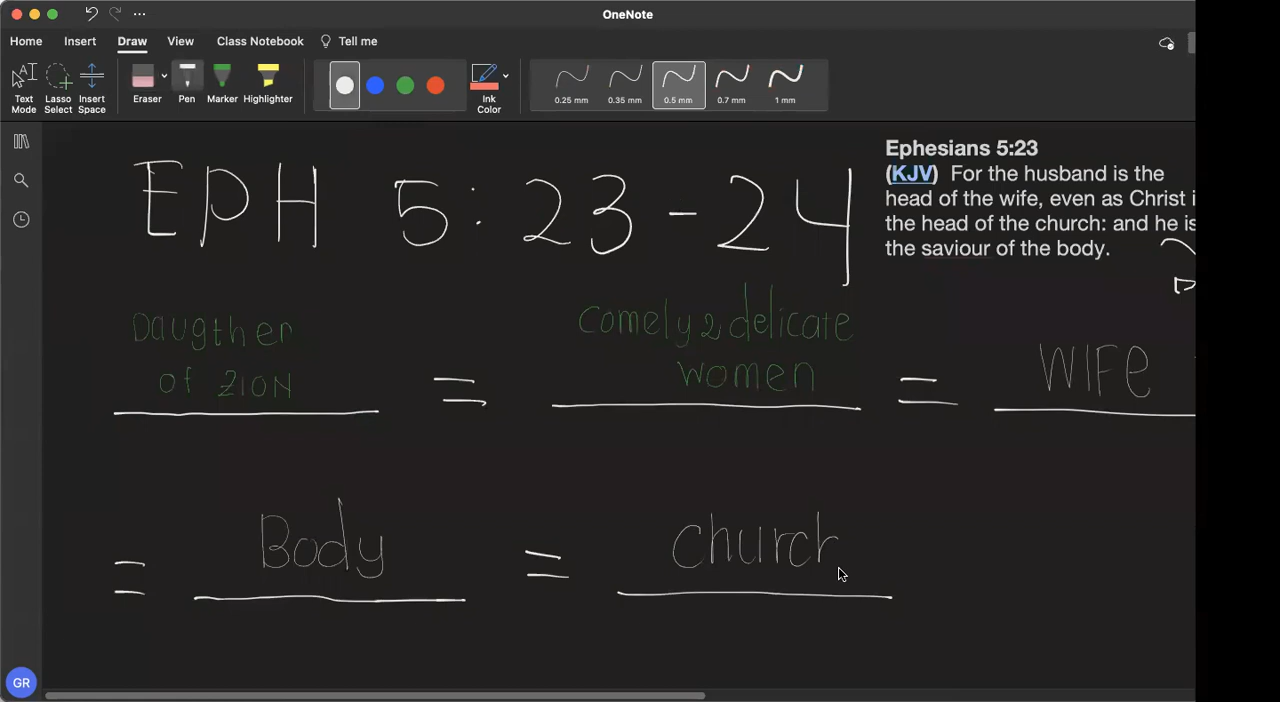 OneNote
Home Insert Draw View Class Notebook Tell me
Text Mode
Lasso Select
Insert Space
Eraser
Pen
Marker
Highlighter
Ink Color
0.25 mm
0.35 mm
0.5 mm
0.7 mm
1 mm
EPH 5:23-24
Ephesians 5:23
(KJV) For the husband is the
head of the wife, even as Christ i
the head of the church: and he is
the saviour of the body.
Daugther
of ZION
=
Comely & delicate
women
=
WIFe
=
Body
=
church
GR